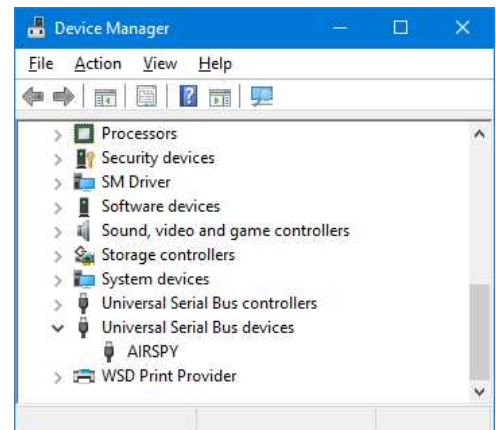 Device Manager
File Action View Help
Processors
Security devices
SM Driver
Software devices
Sound, video and game controllers
Storage controllers
System devices
Universal Serial Bus controllers
Universal Serial Bus devices
AIRSPY
WSD Print Provider